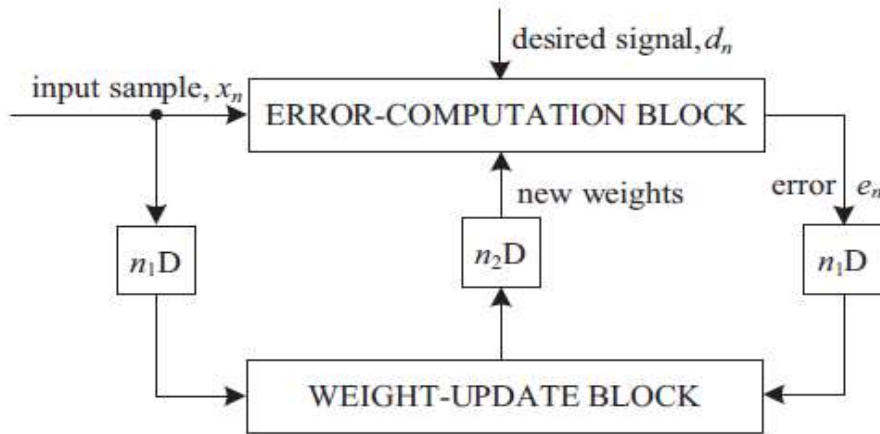 desired signal, dₙ
input sample, xₙ
ERROR-COMPUTATION BLOCK
new weights
error eₙ
n₁D
n₂D
n₁D
WEIGHT-UPDATE BLOCK